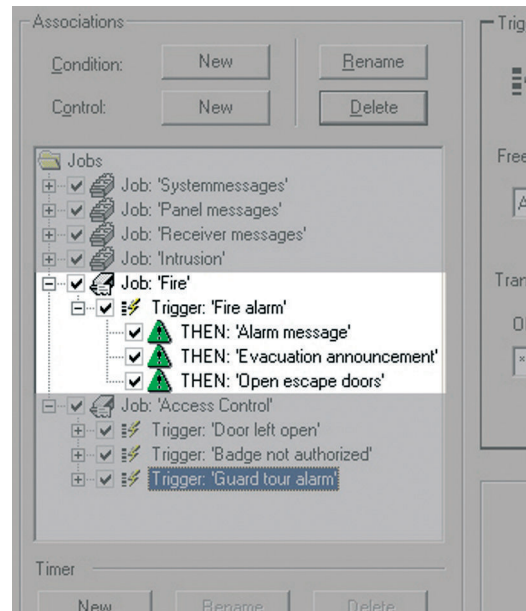 Associations
Condition:
New
Rename
Control:
New
Delete
Jobs
Job: 'Systemmessages'
Job: 'Panel messages'
Job: 'Receiver messages'
Job: 'Intrusion'
Job: 'Fire'
Trigger: 'Fire alarm'
THEN: 'Alarm message'
THEN: 'Evacuation announcement'
THEN: 'Open escape doors'
Job: 'Access Control'
Trigger: 'Door left open'
Trigger: 'Badge not authorized'
Trigger: 'Guard tour alarm'
Timer
New
Rename
Delete
Trig
Free
A
Tran